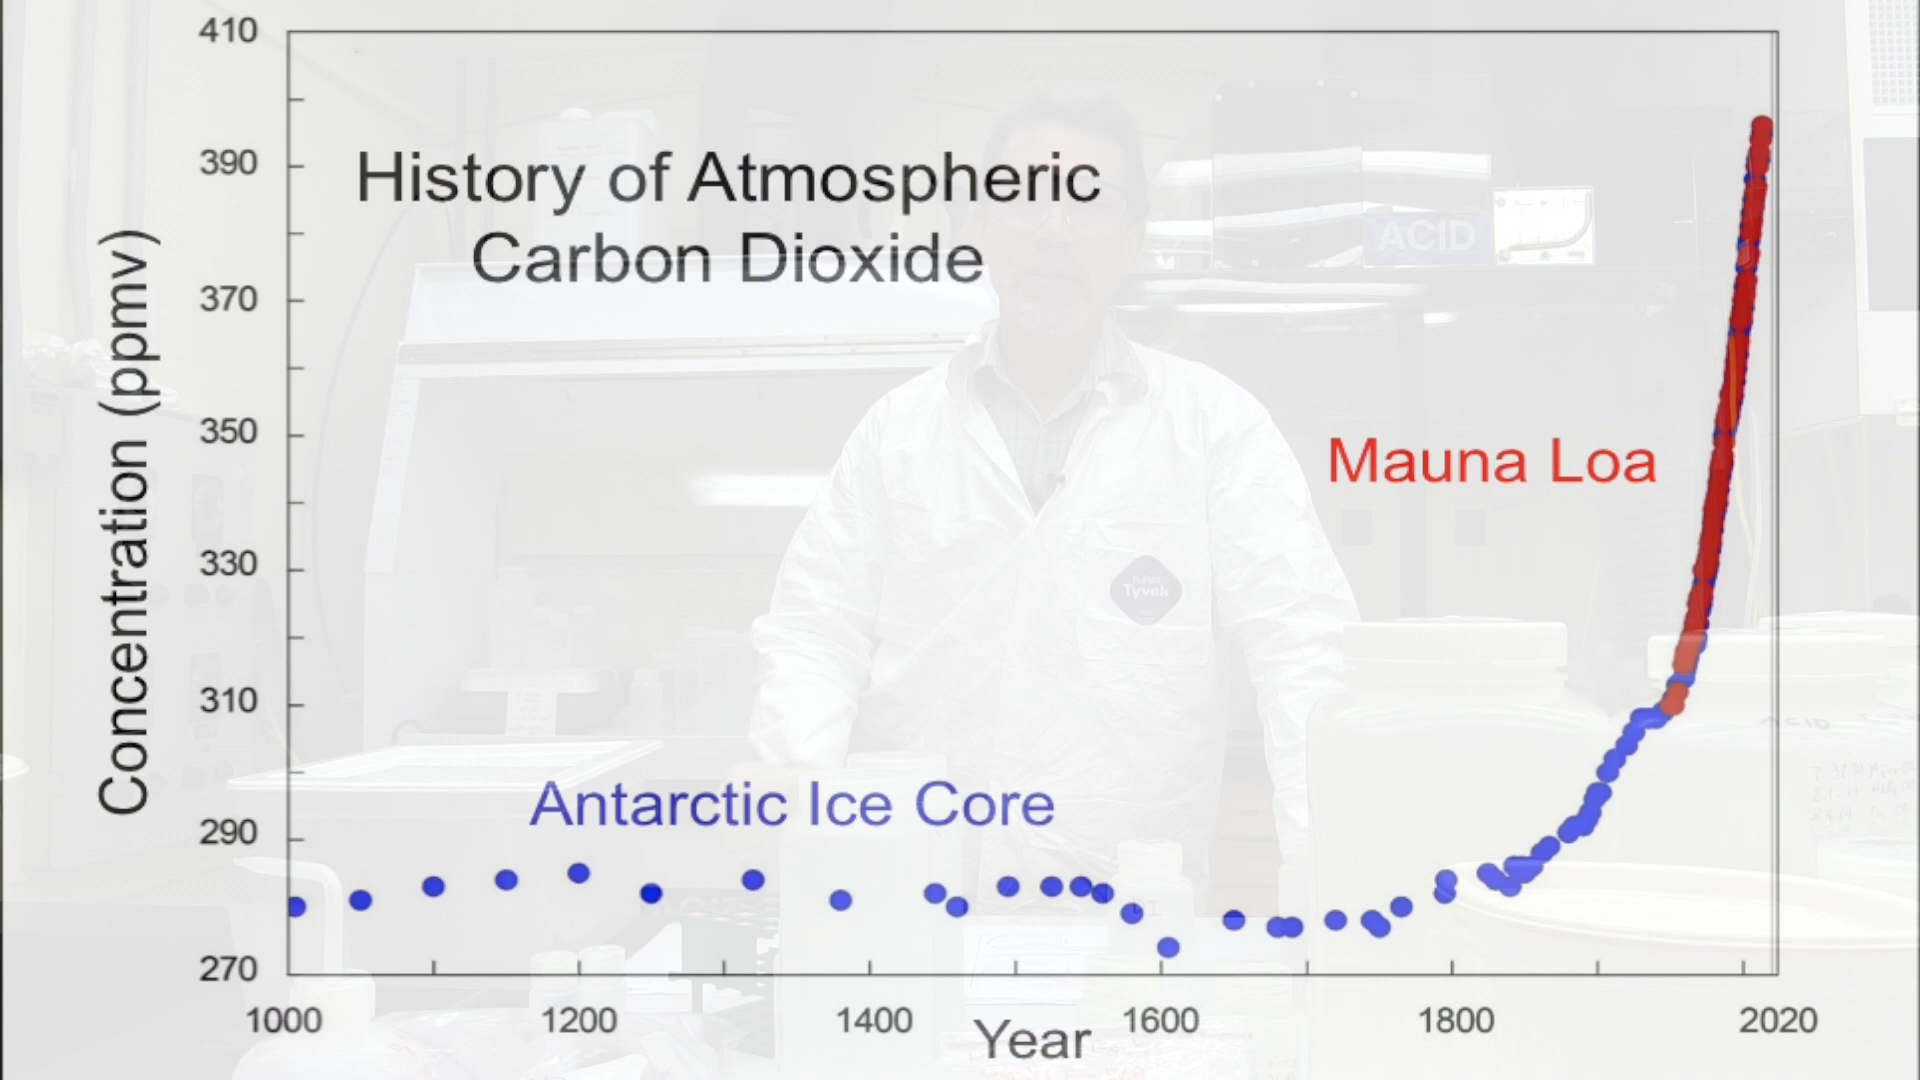 410
390
370
350
330
310
290
270
Concentration (ppmv)
History of Atmospheric
Carbon Dioxide
ACID
Mauna Loa
DuPont
Tyvek
Antarctic Ice Core
1000
1200
1400
1600
1800
2020
Year